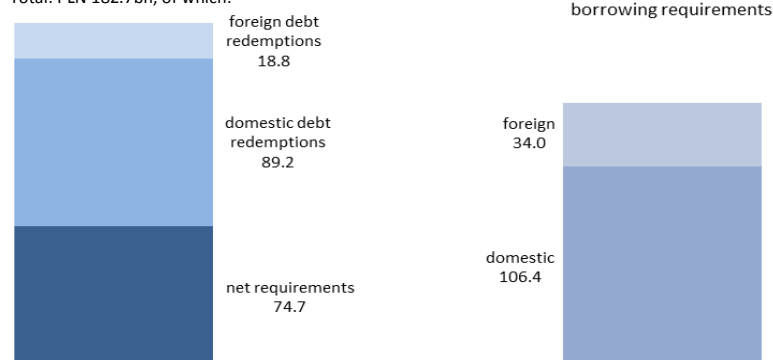 Total: PLN 182.7bn, of which:
borrowing requirements
foreign debt
redemptions
18.8
domestic debt
redemptions
89.2
net requirements
74.7
foreign
34.0
domestic
106.4